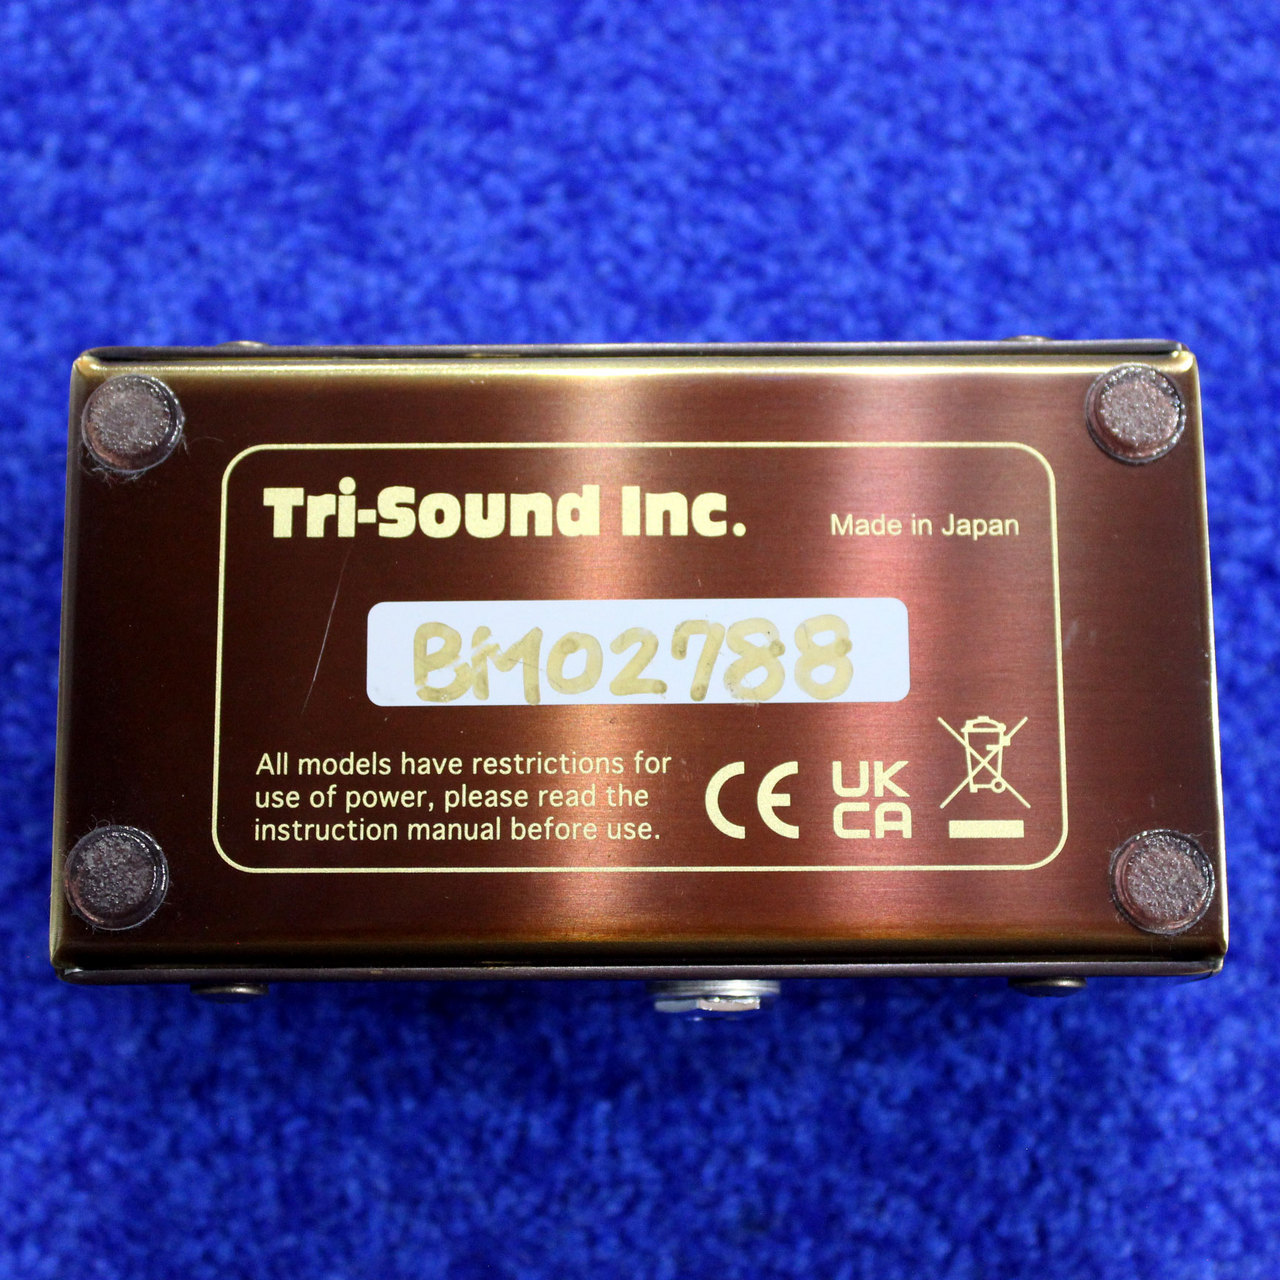 Tri-Sound Inc.
Made in Japan
BM02788
All models have restrictions for
use of power, please read the
instruction manual before use.
CE
UK
CA